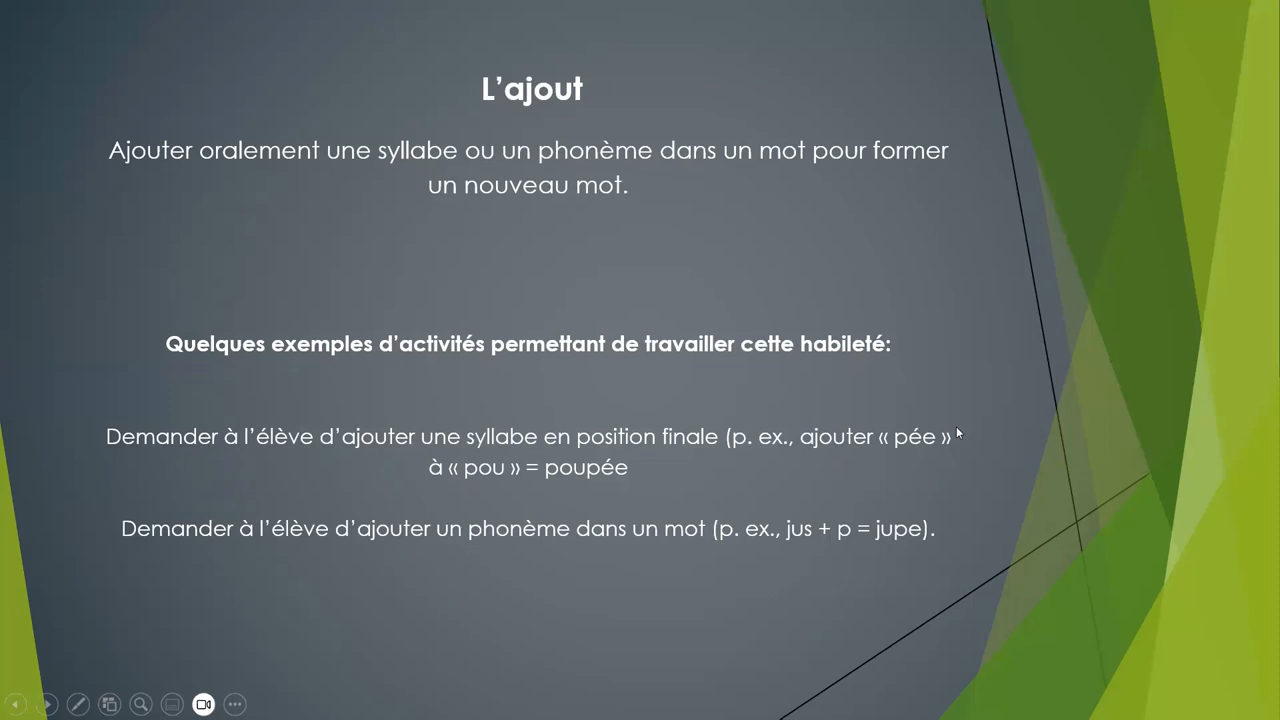 L’ajout
Ajouter oralement une syllabe ou un phonème dans un mot pour former
un nouveau mot.
Quelques exemples d’activités permettant de travailler cette habileté:
Demander à l’élève d’ajouter une syllabe en position finale (p. ex., ajouter « pée »
à « pou » = poupée
Demander à l’élève d’ajouter un phonème dans un mot (p. ex., jus + p = jupe).